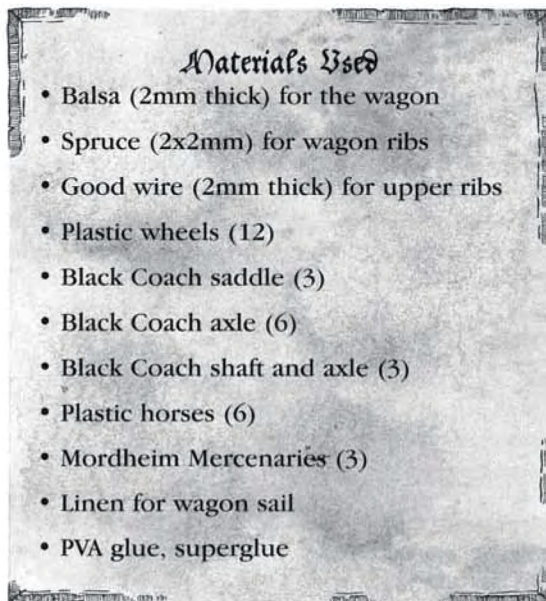 Materials Used
• Balsa (2mm thick) for the wagon
• Spruce (2x2mm) for wagon ribs
• Good wire (2mm thick) for upper ribs
• Plastic wheels (12)
• Black Coach saddle (3)
• Black Coach axle (6)
• Black Coach shaft and axle (3)
• Plastic horses (6)
• Mordheim Mercenaries (3)
• Linen for wagon sail
• PVA glue, superglue